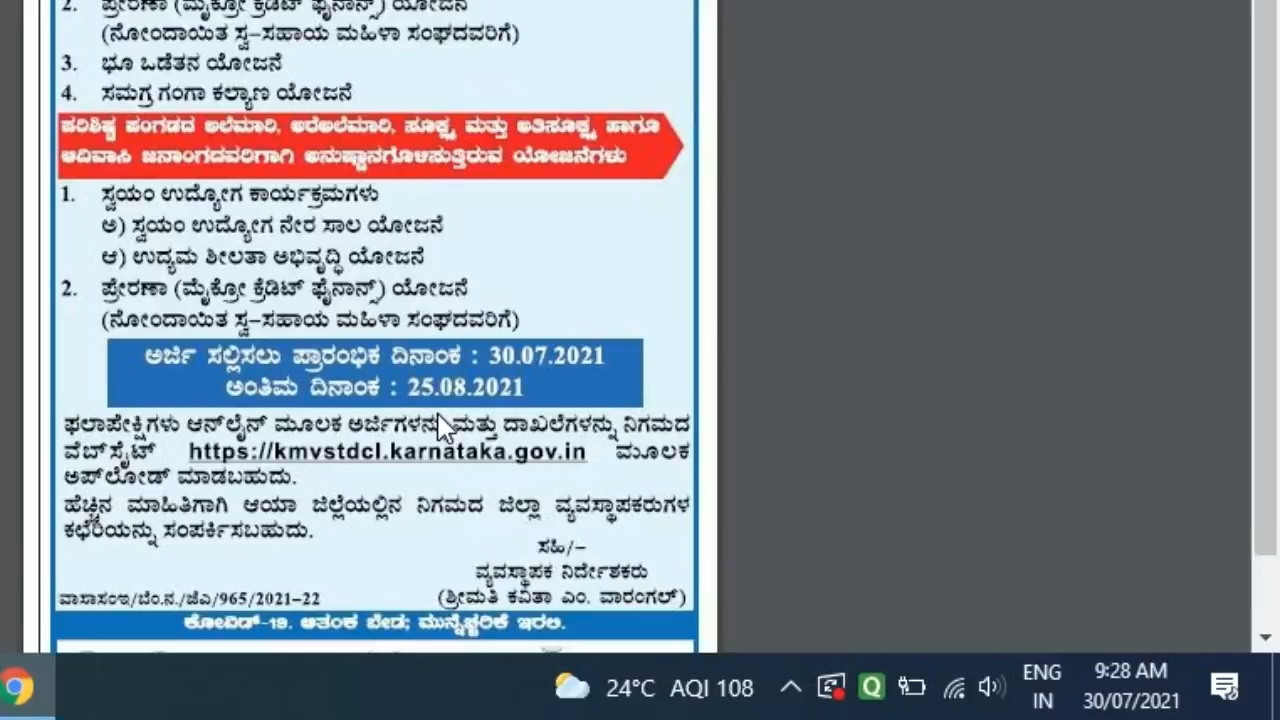 2. ಪ್ರೇರಣಾ (ಮೈಕ್ರೋ ಕ್ರೆಡಿಟ್ ಫೈನಾನ್ಸ್) ಯೋಜನೆ
(ನೋಂದಾಯಿತ ಸ್ವ-ಸಹಾಯ ಮಹಿಳಾ ಸಂಘದವರಿಗೆ)
3. ಭೂ ಒಡೆತನ ಯೋಜನೆ
4. ಸಮಗ್ರ ಗಂಗಾ ಕಲ್ಯಾಣ ಯೋಜನೆ
ಪರಿಶಿಷ್ಟ ಪಂಗಡದ ಅಲೆಮಾರಿ, ಅರೆಅಲೆಮಾರಿ, ಸೂಕ್ಷ್ಮ ಮತ್ತು ಅತಿಸೂಕ್ಷ್ಮ ಹಾಗೂ
ಆದಿವಾಸಿ ಜನಾಂಗದವರಿಗಾಗಿ ಅನುಷ್ಠಾನಗೊಳಿಸುತ್ತಿರುವ ಯೋಜನೆಗಳು
1. ಸ್ವಯಂ ಉದ್ಯೋಗ ಕಾರ್ಯಕ್ರಮಗಳು
ಅ) ಸ್ವಯಂ ಉದ್ಯೋಗ ನೇರ ಸಾಲ ಯೋಜನೆ
ಆ) ಉದ್ಯಮ ಶೀಲತಾ ಅಭಿವೃದ್ಧಿ ಯೋಜನೆ
2. ಪ್ರೇರಣಾ (ಮೈಕ್ರೋ ಕ್ರೆಡಿಟ್ ಫೈನಾನ್ಸ್) ಯೋಜನೆ
(ನೋಂದಾಯಿತ ಸ್ವ-ಸಹಾಯ ಮಹಿಳಾ ಸಂಘದವರಿಗೆ)
ಅರ್ಜಿ ಸಲ್ಲಿಸಲು ಪ್ರಾರಂಭಿಕ ದಿನಾಂಕ : 30.07.2021
ಅಂತಿಮ ದಿನಾಂಕ : 25.08.2021
ಫಲಾಪೇಕ್ಷಿಗಳು ಆನ್‌ಲೈನ್ ಮೂಲಕ ಅರ್ಜಿಗಳನ್ನು ಮತ್ತು ದಾಖಲೆಗಳನ್ನು ನಿಗಮದ
ವೆಬ್‌ಸೈಟ್ https://kmvstdcl.karnataka.gov.in ಮೂಲಕ
ಅಪ್‌ಲೋಡ್ ಮಾಡಬಹುದು.
ಹೆಚ್ಚಿನ ಮಾಹಿತಿಗಾಗಿ ಆಯಾ ಜಿಲ್ಲೆಯಲ್ಲಿನ ನಿಗಮದ ಜಿಲ್ಲಾ ವ್ಯವಸ್ಥಾಪಕರುಗಳ
ಕಛೇರಿಯನ್ನು ಸಂಪರ್ಕಿಸಬಹುದು.
ಸಹಿ/-
ವ್ಯವಸ್ಥಾಪಕ ನಿರ್ದೇಶಕರು
ವಾಸಾಸಂಇ/ಬೆಂ.ನ./ಜೆಎ/965/2021-22 (ಶ್ರೀಮತಿ ಕವಿತಾ ಎಂ. ವಾರಂಗಲ್)
ಕೋವಿಡ್-19. ಆತಂಕ ಬೇಡ; ಮುನ್ನೆಚ್ಚರಿಕೆ ಇರಲಿ.
24°C AQI 108 ENG 9:28 AM
IN 30/07/2021